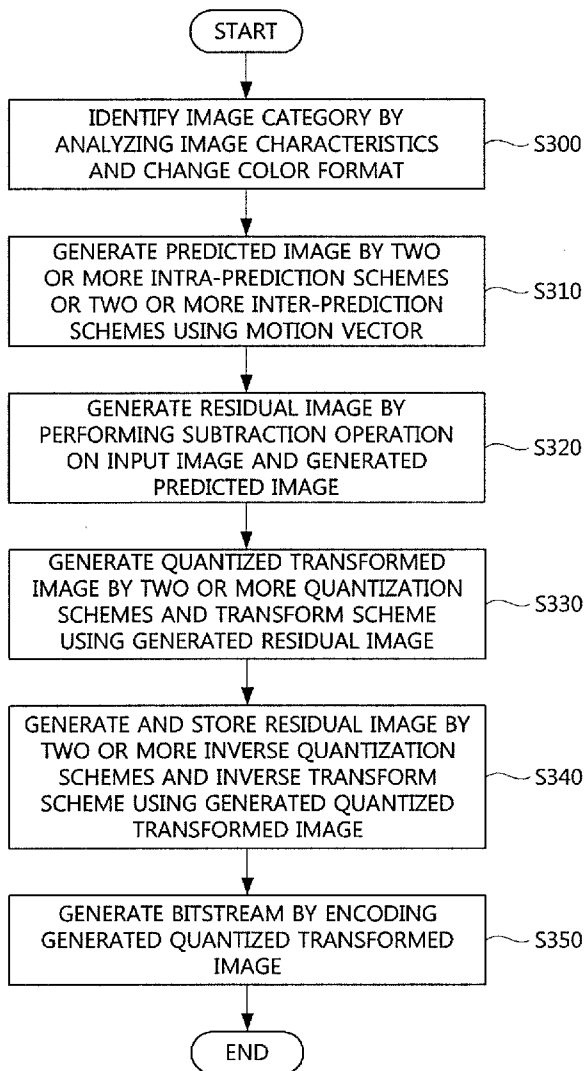 START
IDENTIFY IMAGE CATEGORY BY
ANALYZING IMAGE CHARACTERISTICS
AND CHANGE COLOR FORMAT
S300
GENERATE PREDICTED IMAGE BY TWO
OR MORE INTRA-PREDICTION SCHEMES
OR TWO OR MORE INTER-PREDICTION
SCHEMES USING MOTION VECTOR
S310
GENERATE RESIDUAL IMAGE BY
PERFORMING SUBTRACTION OPERATION
ON INPUT IMAGE AND GENERATED
PREDICTED IMAGE
S320
GENERATE QUANTIZED TRANSFORMED
IMAGE BY TWO OR MORE QUANTIZATION
SCHEMES AND TRANSFORM SCHEME
USING GENERATED RESIDUAL IMAGE
S330
GENERATE AND STORE RESIDUAL IMAGE BY
TWO OR MORE INVERSE QUANTIZATION
SCHEMES AND INVERSE TRANSFORM
SCHEME USING GENERATED QUANTIZED
TRANSFORMED IMAGE
S340
GENERATE BITSTREAM BY ENCODING
GENERATED QUANTIZED TRANSFORMED
IMAGE
S350
END